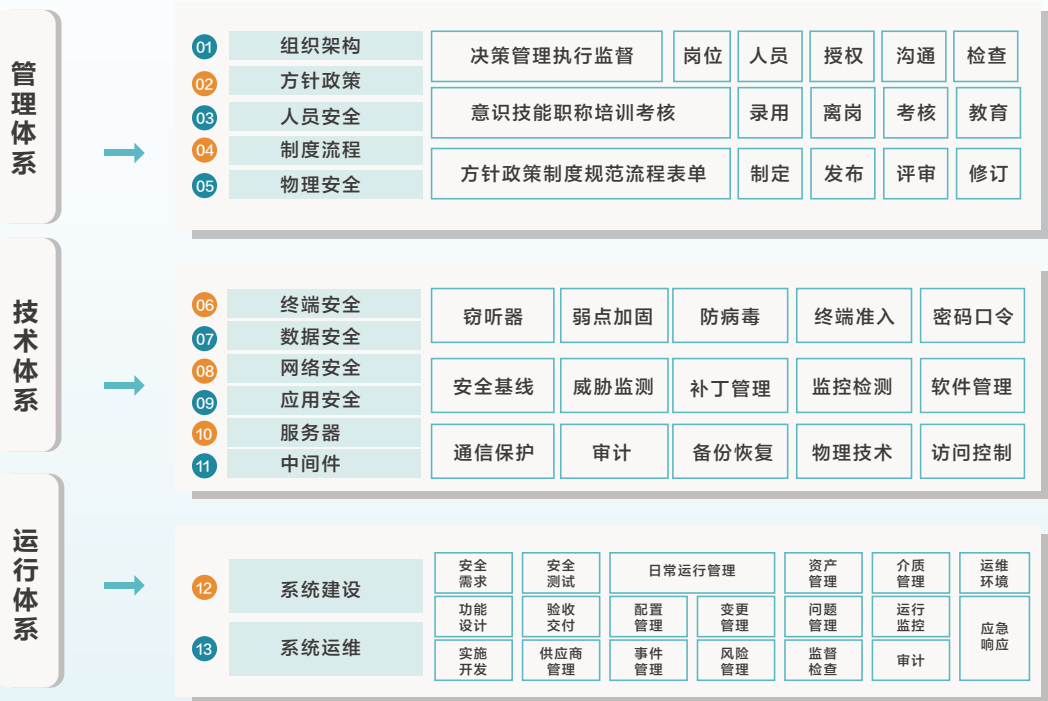 管理体系
01 组织架构
02 方针政策
03 人员安全
04 制度流程
05 物理安全
决策管理执行监督 岗位 人员 授权 沟通 检查
意识技能职称培训考核 录用 离岗 考核 教育
方针政策制度规范流程表单 制定 发布 评审 修订
技术体系
06 终端安全
07 数据安全
08 网络安全
09 应用安全
10 服务器
11 中间件
窃听器 弱点加固 防病毒 终端准入 密码口令
安全基线 威胁监测 补丁管理 监控检测 软件管理
通信保护 审计 备份恢复 物理技术 访问控制
运行体系
12 系统建设
13 系统运维
安全
需求
安全
测试
日常运行管理
资产
管理
介质
管理
运维
环境
功能
设计
验收
交付
配置
管理
变更
管理
问题
管理
运行
监控
应急
响应
实施
开发
供应商
管理
事件
管理
风险
管理
监督
检查
审计